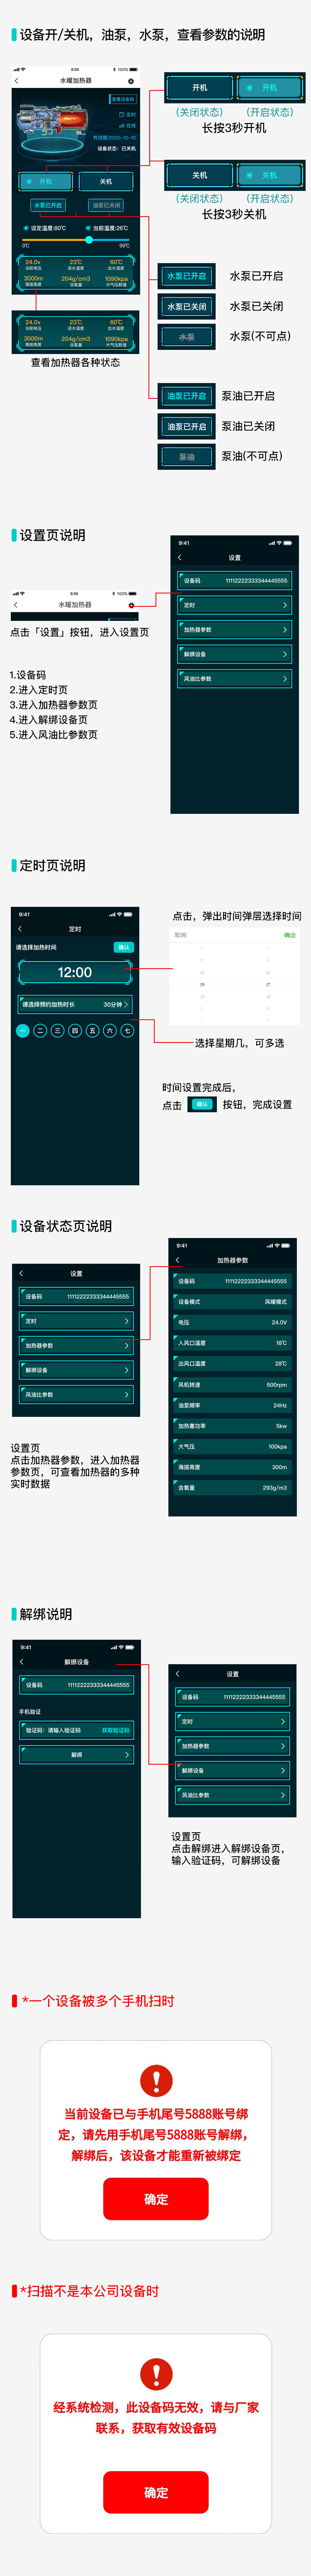 设备开/关机，油泵，水泵，查看参数的说明
9:56
100%
水暖加热器
查看设备码
定时
在线
有效期:2020-10-10
设备状态：已关机
开机
关机
水泵已开启
油泵已关闭
设定温度:80℃
当前温度:26℃
0℃
99℃
24.0v
23℃
60℃
当前电压
进水温度
出水温度
3000m
204g/cm3
1090kpa
海拔高度
含氧量
大气压数值
24.0v
23℃
60℃
当前电压
进水温度
出水温度
3000m
204g/cm3
1090kpa
海拔高度
含氧量
大气压数值
查看加热器各种状态
开机
开机
(关闭状态)
(开启状态)
长按3秒开机
关机
关机
(关闭状态)
(开启状态)
长按3秒关机
水泵已开启
水泵已开启
水泵已关闭
水泵已关闭
水泵
水泵(不可点)
油泵已开启
泵油已开启
油泵已开启
泵油已关闭
泵油
泵油(不可点)
设置页说明
9:56
100%
水暖加热器
点击「设置」按钮，进入设置页
1.设备码
2.进入定时页
3.进入加热器参数页
4.进入解绑设备页
5.进入风油比参数页
9:41
设置
设备码
11112222333344445555
定时
加热器参数
解绑设备
风油比参数
定时页说明
9:41
定时
请选择加热时间
确认
12:00
请选择预约加热时长
30分钟
一 二 三 四 五 六 七
点击，弹出时间弹层选择时间
取消
确定
选择星期几，可多选
时间设置完成后，
点击 确认 按钮，完成设置
设备状态页说明
设置
设备码
11112222333344445555
定时
加热器参数
解绑设备
风油比参数
设置页
点击加热器参数，进入加热器
参数页，可查看加热器的多种
实时数据
9:41
加热器参数
设备码
11112222333344445555
设备模式
风暖模式
电压
24.0V
入风口温度
18℃
出风口温度
28℃
风机转速
500rpm
油泵频率
24Hz
加热塞功率
5kw
大气压
100kpa
海拔高度
300m
含氧量
293g/m3
解绑说明
9:41
解绑设备
设备码
11112222333344445555
手机验证
验证码：请输入验证码
获取验证码
解绑
设置
设备码
11112222333344445555
定时
加热器参数
解绑设备
风油比参数
设置页
点击解绑进入解绑设备页，
输入验证码，可解绑设备
*一个设备被多个手机扫时
当前设备已与手机尾号5888账号绑
定，请先用手机尾号5888账号解绑，
解绑后，该设备才能重新被绑定
确定
*扫描不是本公司设备时
经系统检测，此设备码无效，请与厂家
联系，获取有效设备码
确定